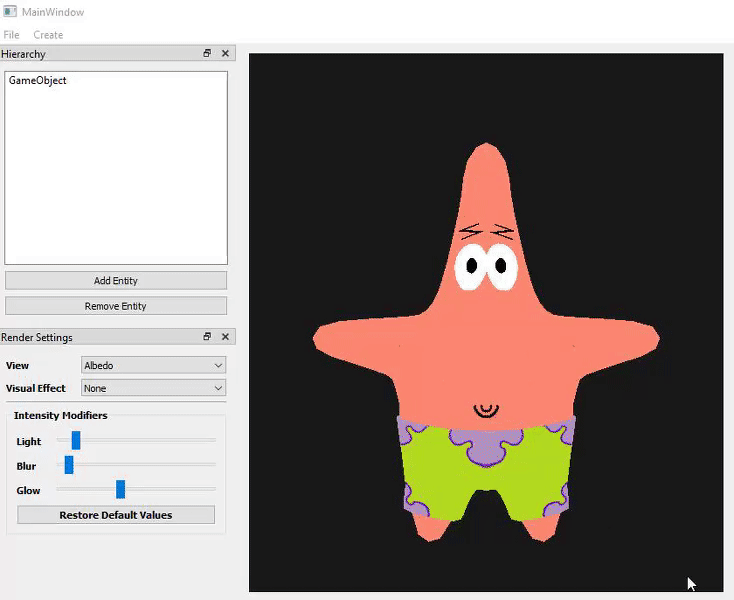 MainWindow
File Create
Hierarchy
GameObject
Add Entity
Remove Entity
Render Settings
View Albedo
Visual Effect None
Intensity Modifiers
Light
Blur
Glow
Restore Default Values